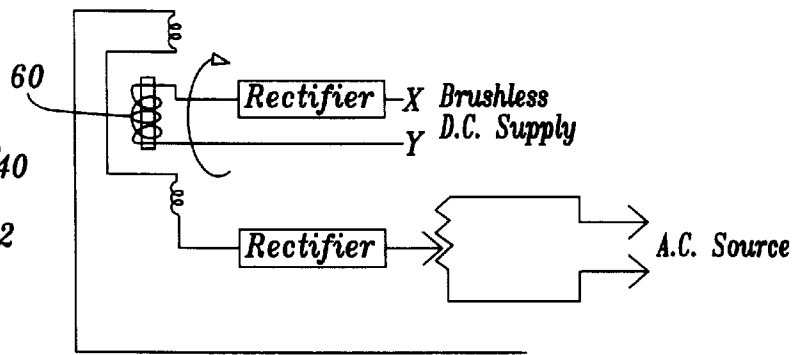 60
Rectifier
X Brushless
Y D.C. Supply
40
2
Rectifier
A.C. Source